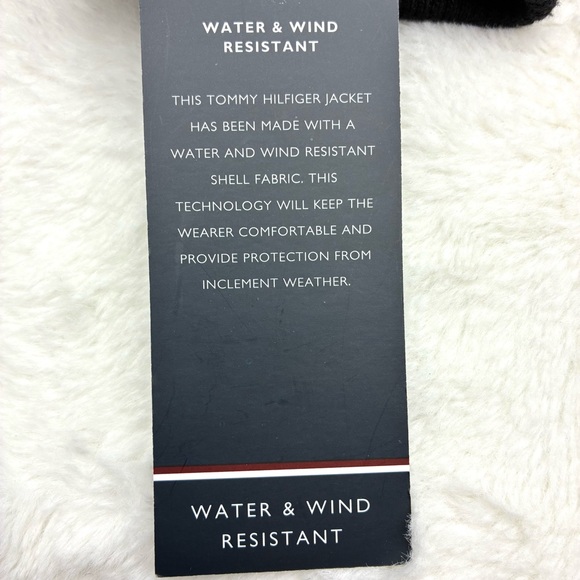 WATER & WIND
RESISTANT
THIS TOMMY HILFIGER JACKET
HAS BEEN MADE WITH A
WATER AND WIND RESISTANT
SHELL FABRIC. THIS
TECHNOLOGY WILL KEEP THE
WEARER COMFORTABLE AND
PROVIDE PROTECTION FROM
INCLEMENT WEATHER.
WATER & WIND
RESISTANT